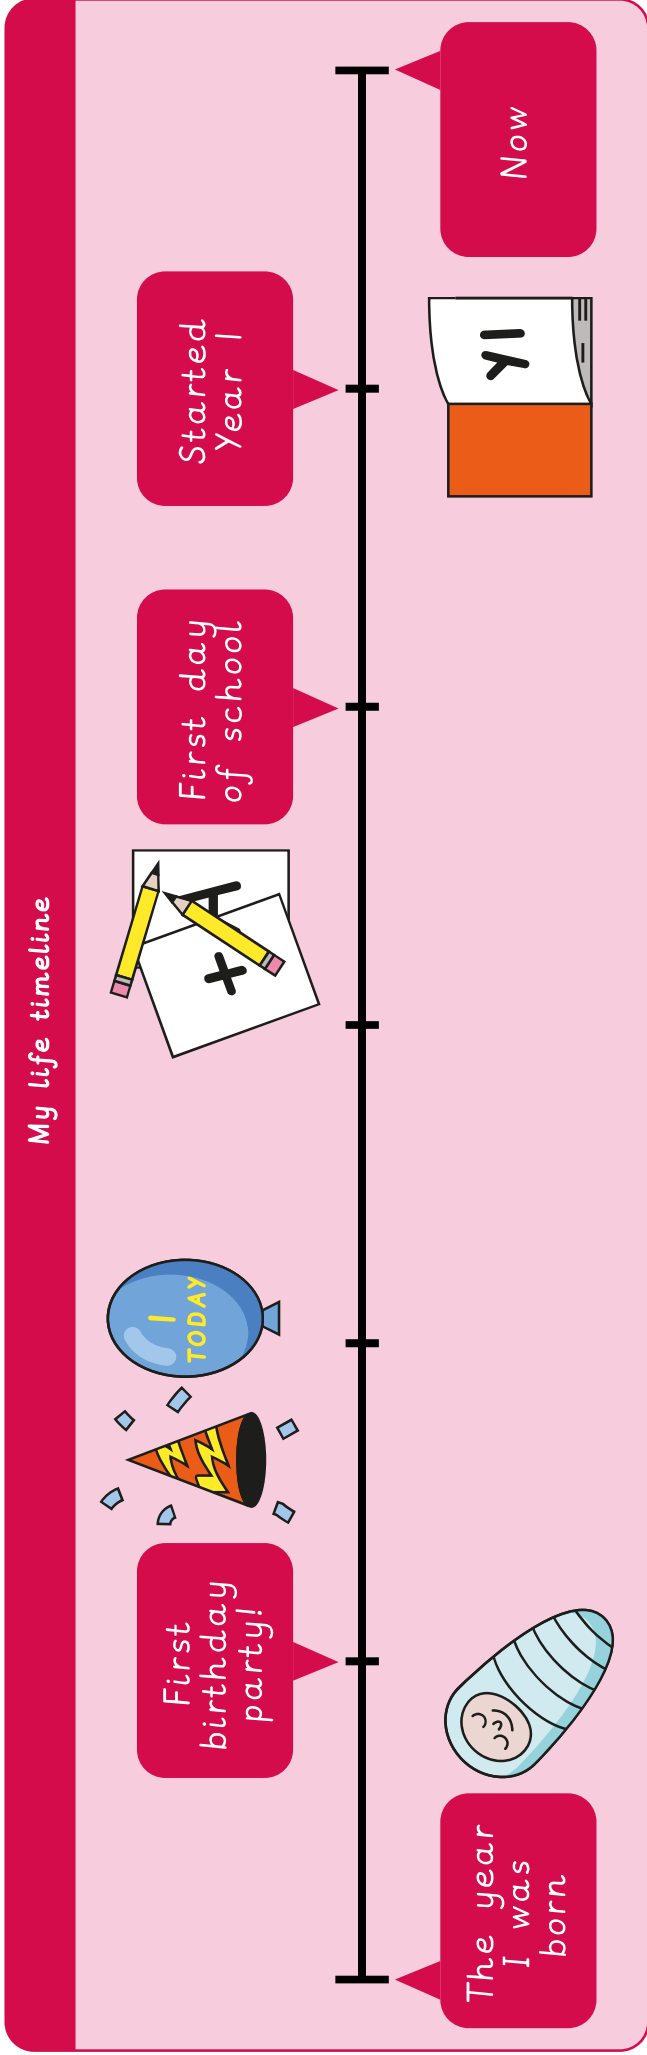 My life timeline
The year
I was
born
First
birthday
party!
1
TODAY
+
A
First day
of school
Started
Year 1
Y1
Now